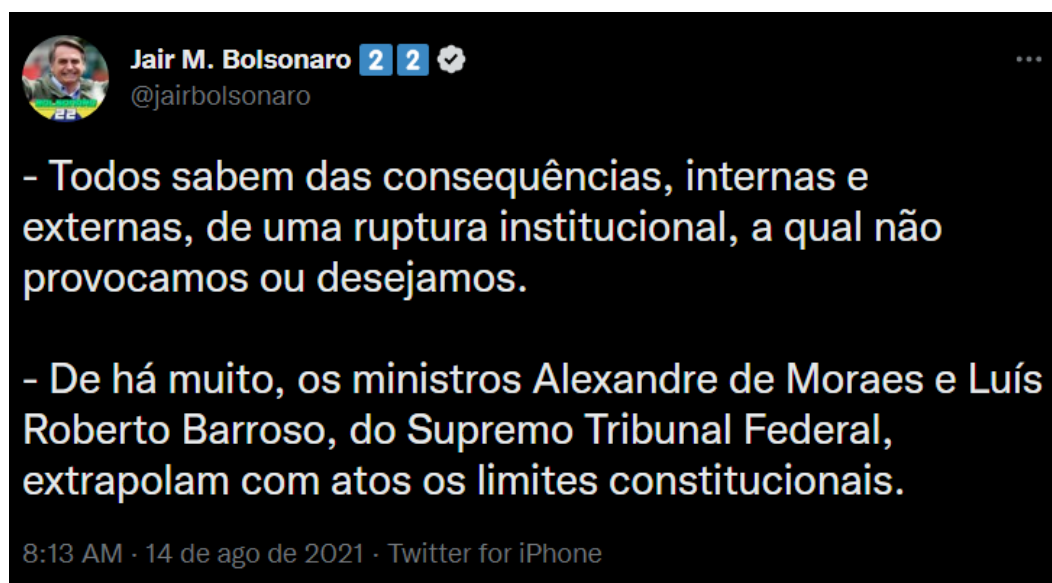 Jair M. Bolsonaro 2️⃣ 2️⃣
@jairbolsonaro
- Todos sabem das consequências, internas e
externas, de uma ruptura institucional, a qual não
provocamos ou desejamos.
- De há muito, os ministros Alexandre de Moraes e Luís
Roberto Barroso, do Supremo Tribunal Federal,
extrapolam com atos os limites constitucionais.
8:13 AM · 14 de ago de 2021 · Twitter for iPhone
BOLSONARO
22